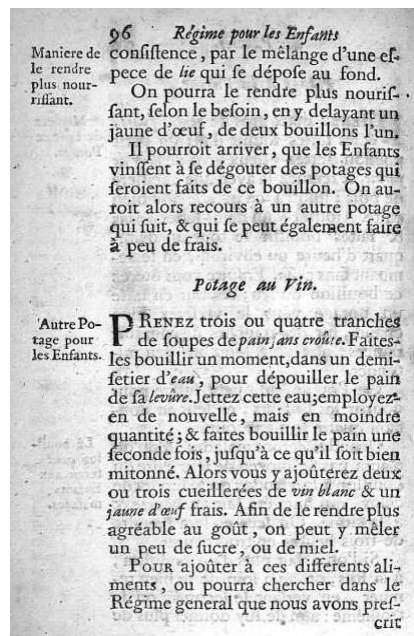 96 Régime pour les Enfants
Maniere de
le rendre
plus nour-
riſſant.
conſiſtence, par le mêlange d'une eſ-
pece de lie qui ſe dépoſe au fond.
On pourra le rendre plus nouriſ-
ſant, ſelon le beſoin, en y delayant un
jaune d'œuf, de deux bouillons l'un.
Il pourroit arriver, que les Enfants
vinſſent à ſe dégouter des potages qui
ſeroient faits de ce bouillon. On au-
roit alors recours à un autre potage
qui ſuit, & qui ſe peut également faire
à peu de frais.
Potage au Vin.
Autre Po-
tage pour
les Enfants.
PRENEZ trois ou quatre tranches
de ſoupes de pain ſans croûte. Faites-
les bouillir un moment, dans un demi-
ſetier d'eau, pour dépouiller le pain
de ſa levûre. Jettez cette eau; employez-
en de nouvelle, mais en moindre
quantité; & faites bouillir le pain une
ſeconde fois, juſqu'à ce qu'il ſoit bien
mitonné. Alors vous y ajoûterez deux
ou trois cueillerées de vin blanc & un
jaune d'œuf frais. Afin de le rendre plus
agréable au goût, on peut y mêler
un peu de ſucre, ou de miel.
POUR ajoûter à ces differents ali-
ments, ou pourra chercher dans le
Régime general que nous avons preſ-
crit